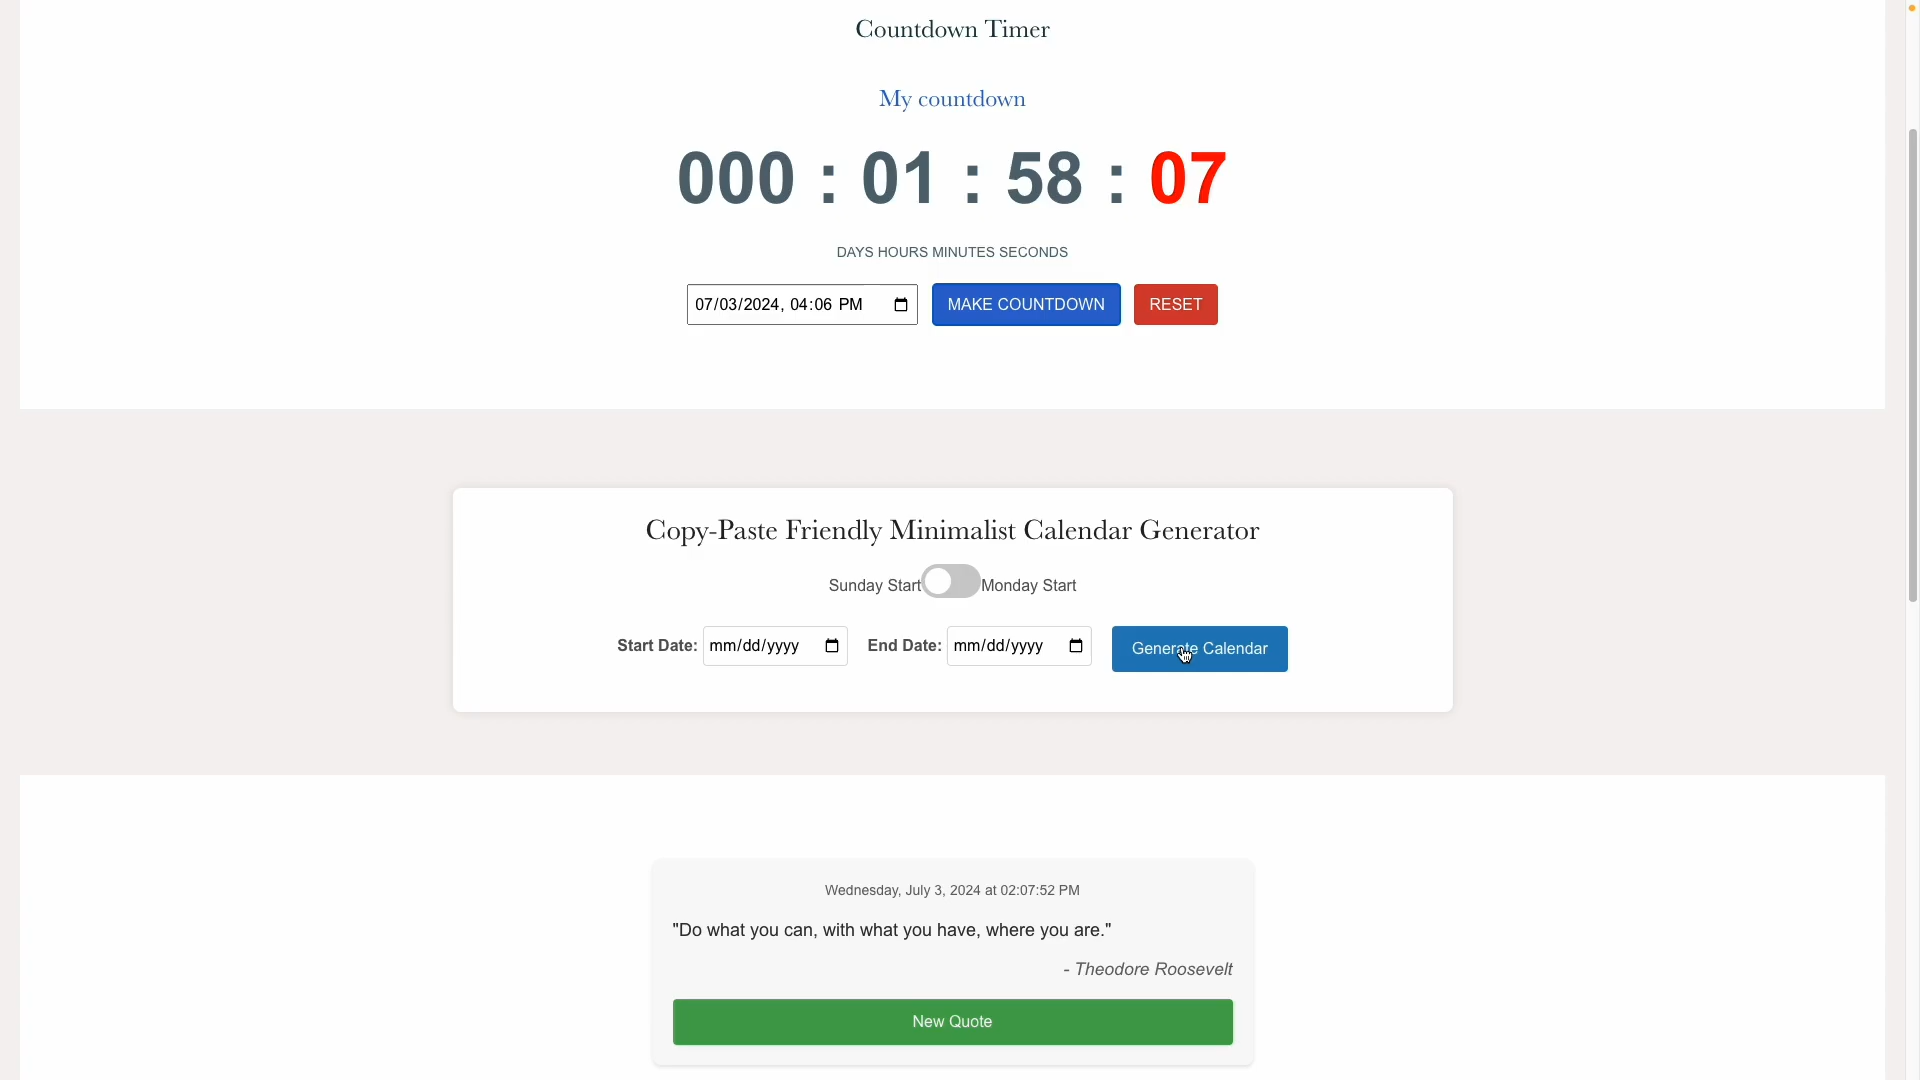 Countdown Timer
My countdown
000 : 01 : 58 : 07
DAYS HOURS MINUTES SECONDS
07/03/2024, 04:06 PM MAKE COUNTDOWN RESET
Copy-Paste Friendly Minimalist Calendar Generator
Sunday Start Monday Start
Start Date: mm/dd/yyyy End Date: mm/dd/yyyy Generate Calendar
Wednesday, July 3, 2024 at 02:07:52 PM
"Do what you can, with what you have, where you are."
- Theodore Roosevelt
New Quote